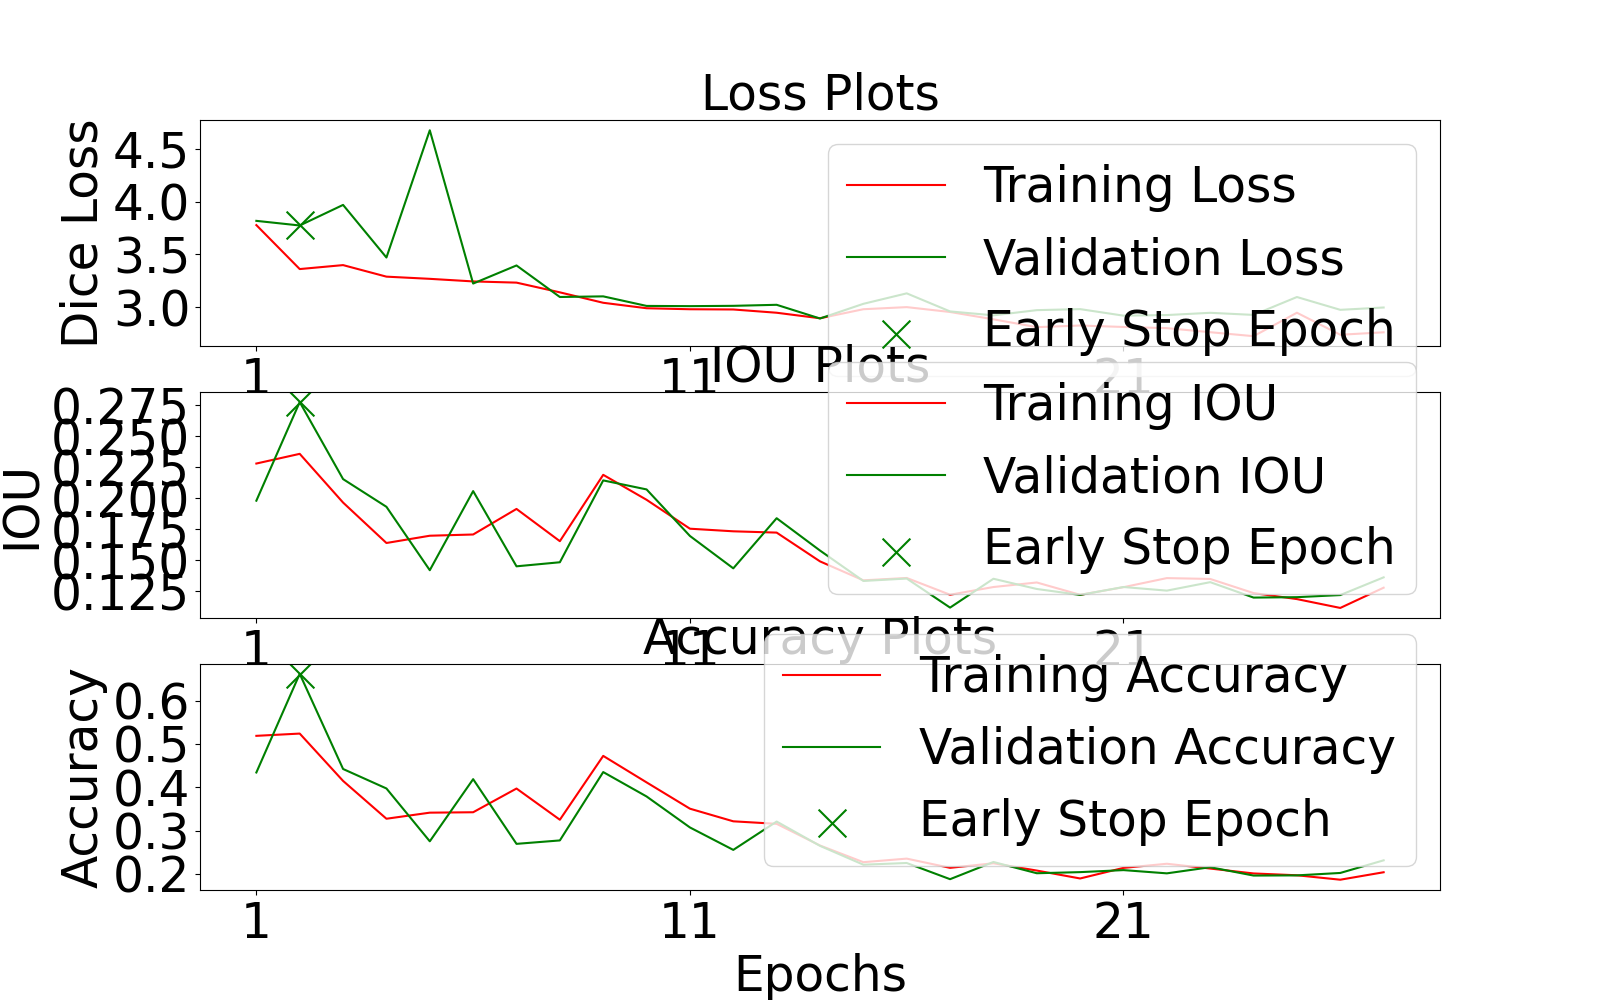 Loss Plots
Dice Loss
4.5
4.0
3.5
3.0
Training Loss
Validation Loss
Early Stop Epoch
1
11
21
IOU Plots
IOU
0.275
0.250
0.225
0.200
0.175
0.150
0.125
Training IOU
Validation IOU
Early Stop Epoch
1
11
21
Accuracy Plots
Accuracy
0.6
0.5
0.4
0.3
0.2
Training Accuracy
Validation Accuracy
Early Stop Epoch
1
11
21
Epochs